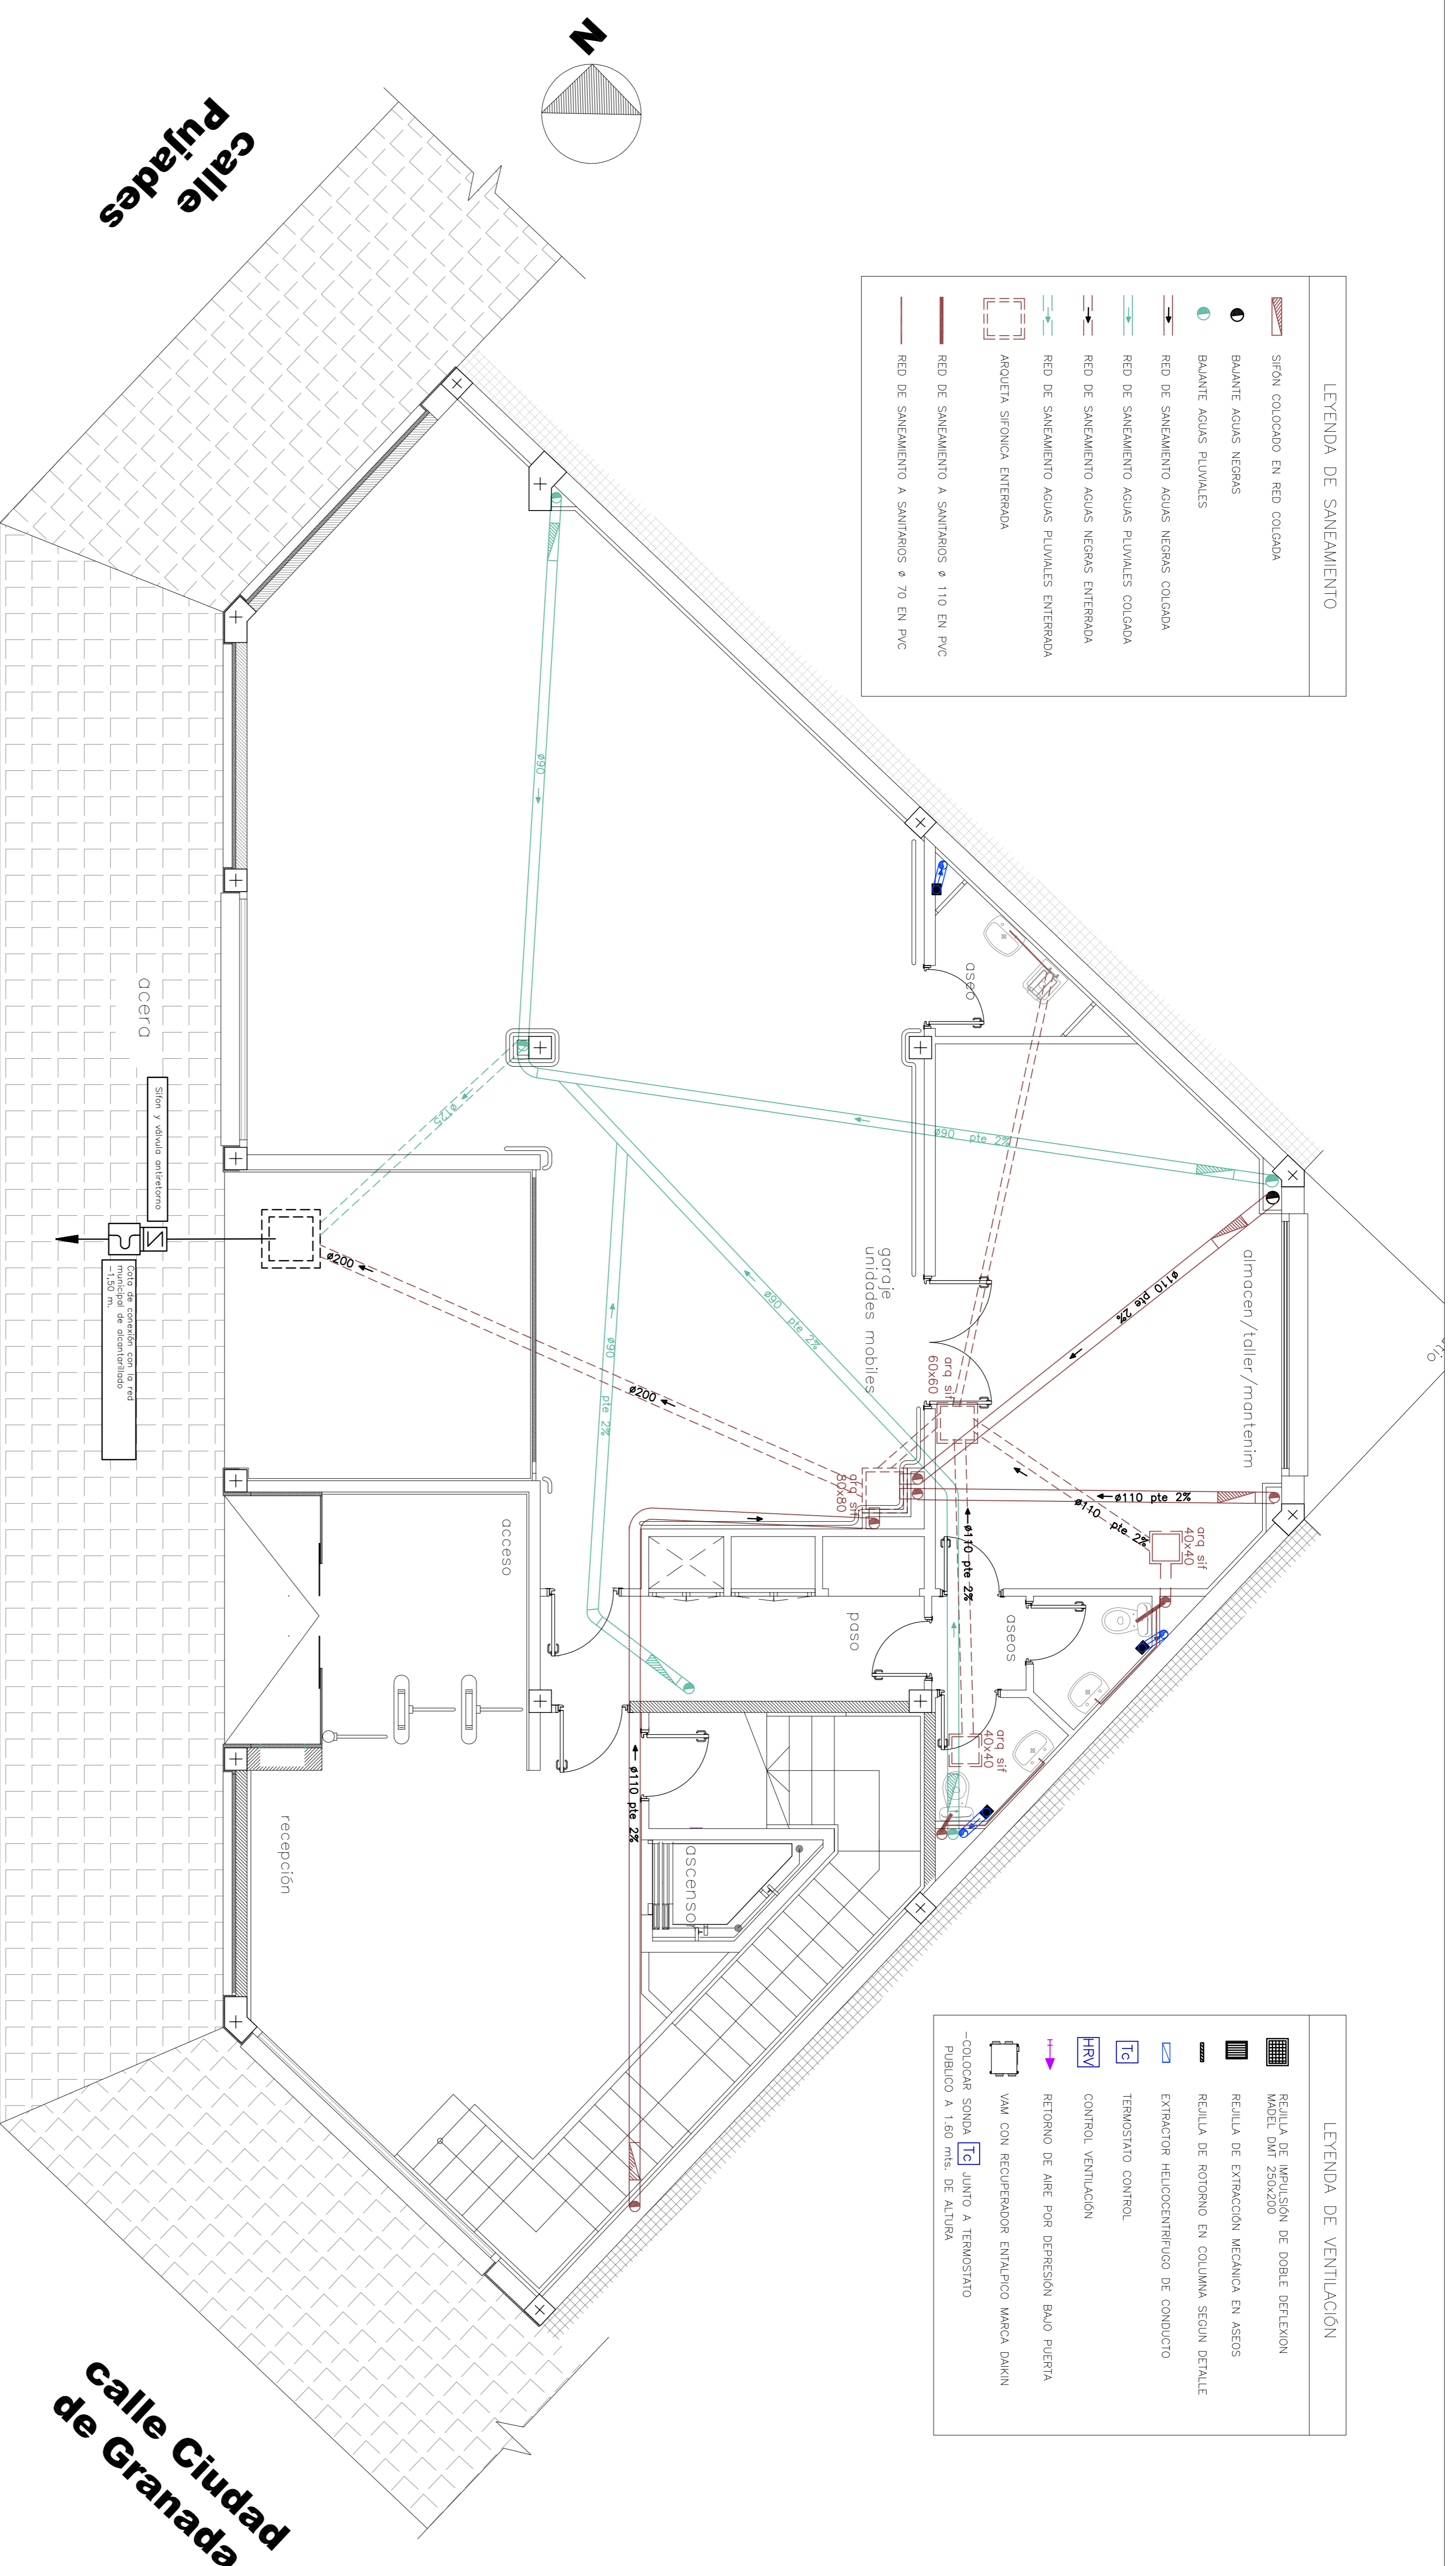 LEYENDA DE SANEAMIENTO
SIFÓN COLOCADO EN RED COLGADA
BAJANTE AGUAS NEGRAS
BAJANTE AGUAS PLUVIALES
RED DE SANEAMIENTO AGUAS NEGRAS COLGADA
RED DE SANEAMIENTO AGUAS PLUVIALES COLGADA
RED DE SANEAMIENTO AGUAS NEGRAS ENTERRADA
RED DE SANEAMIENTO AGUAS PLUVIALES ENTERRADA
ARQUETA SIFONICA ENTERRADA
RED DE SANEAMIENTO A SANITARIOS ø 110 EN PVC
RED DE SANEAMIENTO A SANITARIOS ø 70 EN PVC
LEYENDA DE VENTILACIÓN
REJILLA DE IMPULSIÓN DE DOBLE DEFLEXION
MADEL DMT 250x200
REJILLA DE EXTRACCIÓN MECÁNICA EN ASEOS
REJILLA DE ROTORNO EN COLUMNA SEGUN DETALLE
EXTRACTOR HELICOCENTRÍFUGO DE CONDUCTO
Tc
TERMOSTATO CONTROL
HRV
CONTROL VENTILACIÓN
RETORNO DE AIRE POR DEPRESIÓN BAJO PUERTA
VAM CON RECUPERADOR ENTALPICO MARCA DAIKIN
-COLOCAR SONDA Tc JUNTO A TERMOSTATO
PUBLICO A 1.60 mts. DE ALTURA
N
calle
Pujades
calle Ciudad
de Granada
almacen/taller/mantenim
ø110 pte 2%
ø110 pte 2%
ø110 pte 2%
arq sif
40x40
aseo
aseos
ø90 pte 2%
arq sif
60x60
ø110 pte 2%
arq sif
40x40
garaje
unidades mobiles
arq sif
80x80
paso
ø90 pte 2%
ascensor
ø200
ø110 pte 2%
ø90 pte 2%
ø90
acceso
ø125
ø200
recepción
acera
Sifon y válvula antiretorno
Cota de conexión con la red
municipal de alcantarillado
-1,50 m.